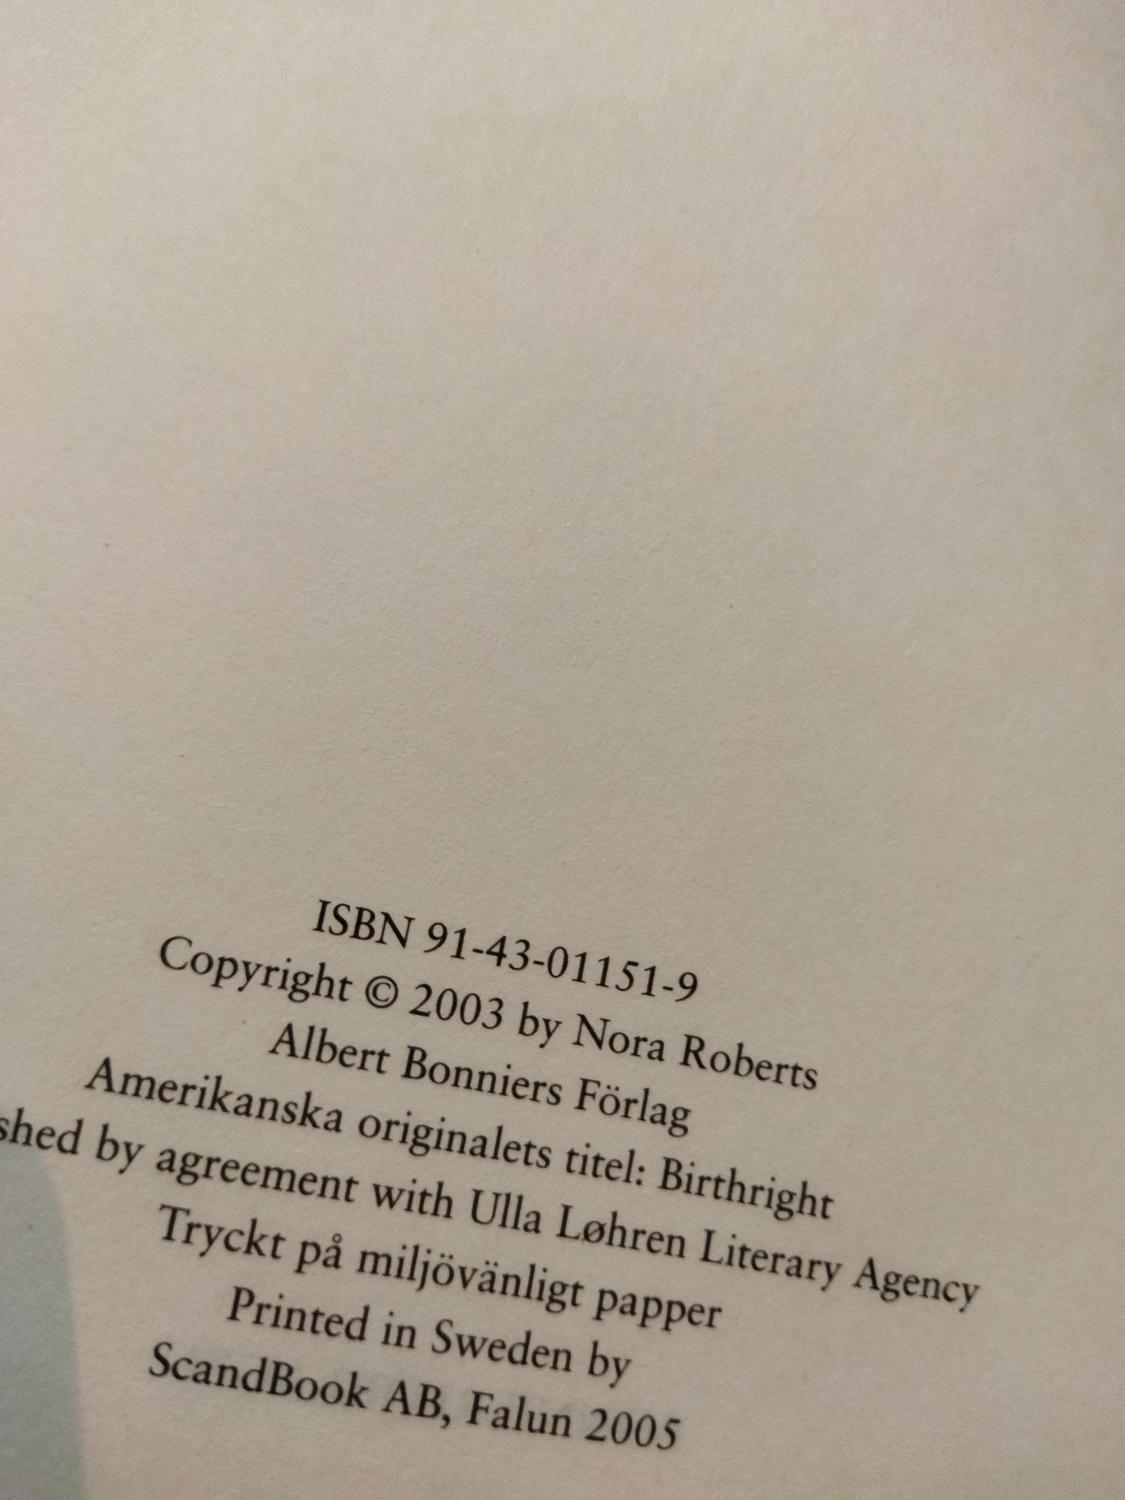 ISBN 91-43-01151-9
Copyright © 2003 by Nora Roberts
Albert Bonniers Förlag
Amerikanska originalets titel: Birthright
shed by agreement with Ulla Løhren Literary Agency
Tryckt på miljövänligt papper
Printed in Sweden by
ScandBook AB, Falun 2005